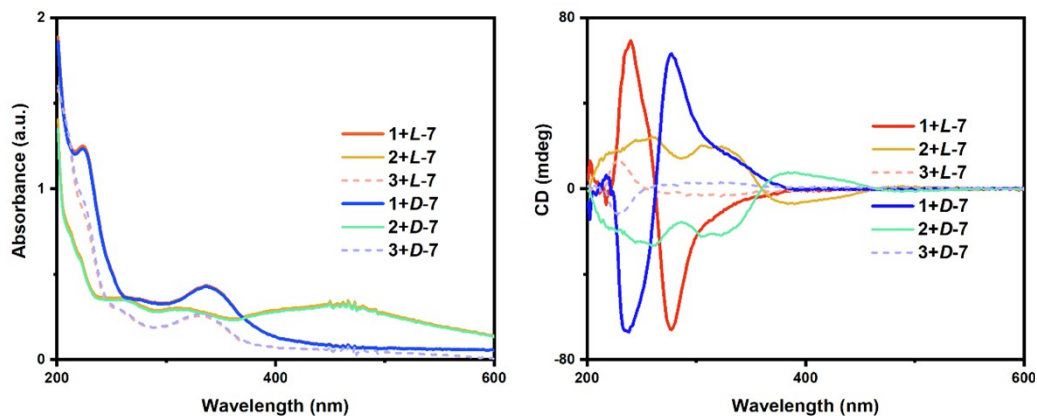 2
1
0
Absorbance (a.u.)
1+L-7
2+L-7
3+L-7
1+D-7
2+D-7
3+D-7
200
400
600
Wavelength (nm)
80
0
-80
CD (mdeg)
1+L-7
2+L-7
3+L-7
1+D-7
2+D-7
3+D-7
200
300
400
500
600
Wavelength (nm)